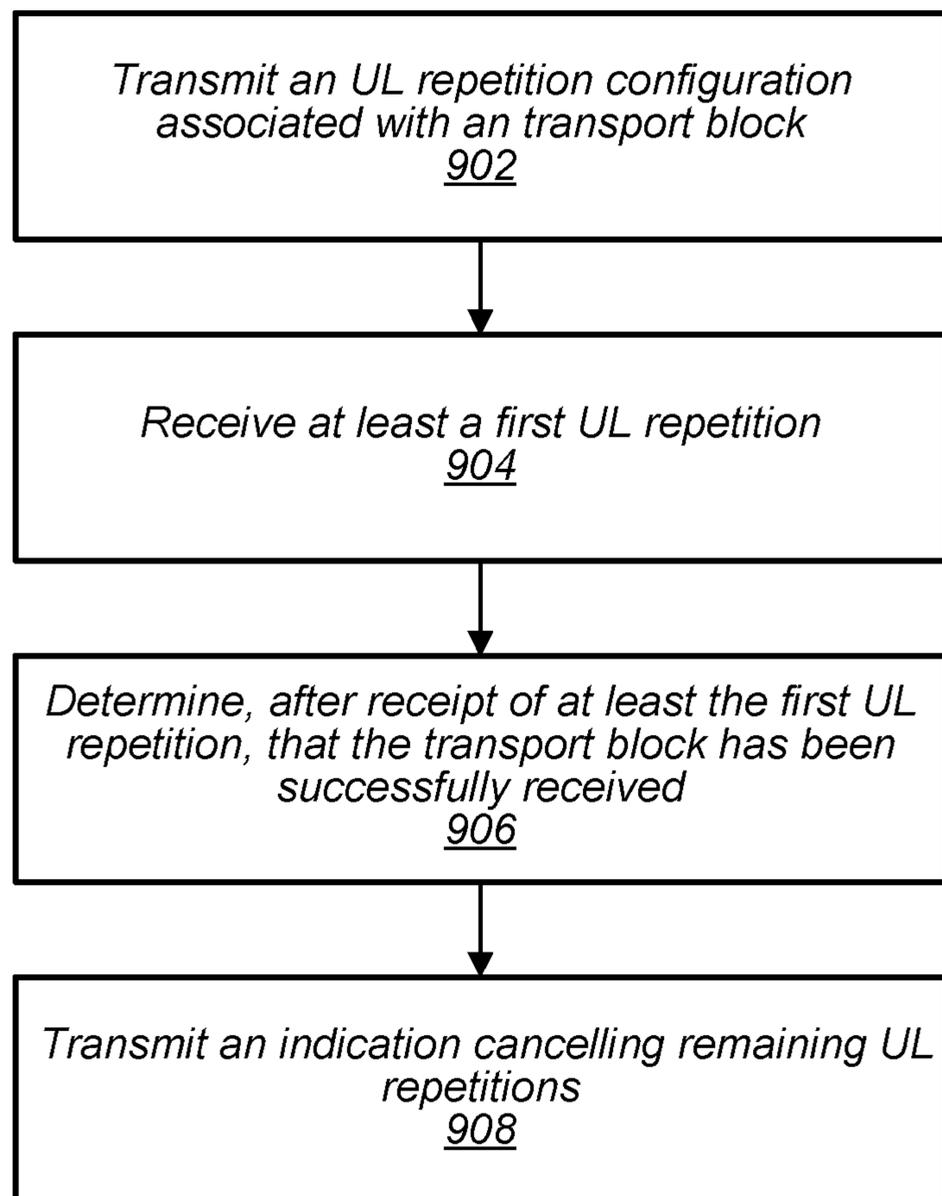 Transmit an UL repetition configuration
associated with an transport block
902
Receive at least a first UL repetition
904
Determine, after receipt of at least the first UL
repetition, that the transport block has been
successfully received
906
Transmit an indication cancelling remaining UL
repetitions
908